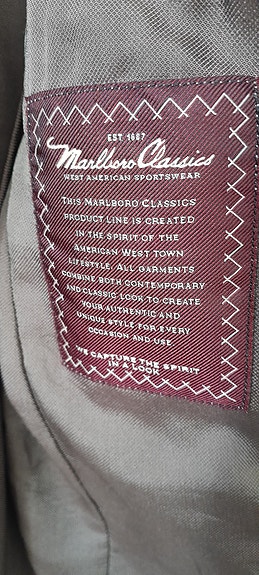 EST 1987
Marlboro Classics
WEST AMERICAN SPORTSWEAR
THIS MARLBORO CLASSICS
PRODUCT LINE IS CREATED
IN THE SPIRIT OF THE
AMERICAN WEST TOWN
LIFESTYLE. ALL GARMENTS
COMBINE BOTH CONTEMPORARY
AND CLASSIC LOOK TO CREATE
YOUR AUTHENTIC AND
UNIQUE STYLE FOR EVERY
OCCASION AND USE
WE CAPTURE THE SPIRIT
IN A LOOK